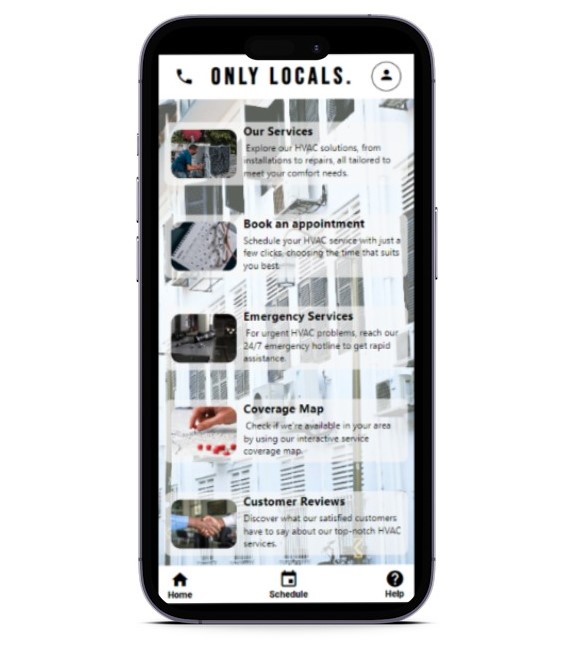 ONLY LOCALS.
Our Services
Explore our HVAC solutions, from
installations to repairs, all tailored to
meet your comfort needs.
Book an appointment
Schedule your HVAC service with just a
few clicks, choosing the time that suits
you best.
Emergency Services
For urgent HVAC problems, reach our
24/7 emergency hotline to get rapid
assistance.
Coverage Map
Check if we're available in your area
by using our interactive service
coverage map.
Customer Reviews
Discover what our satisfied customers
have to say about our top-notch HVAC
services.
Home
Schedule
Help